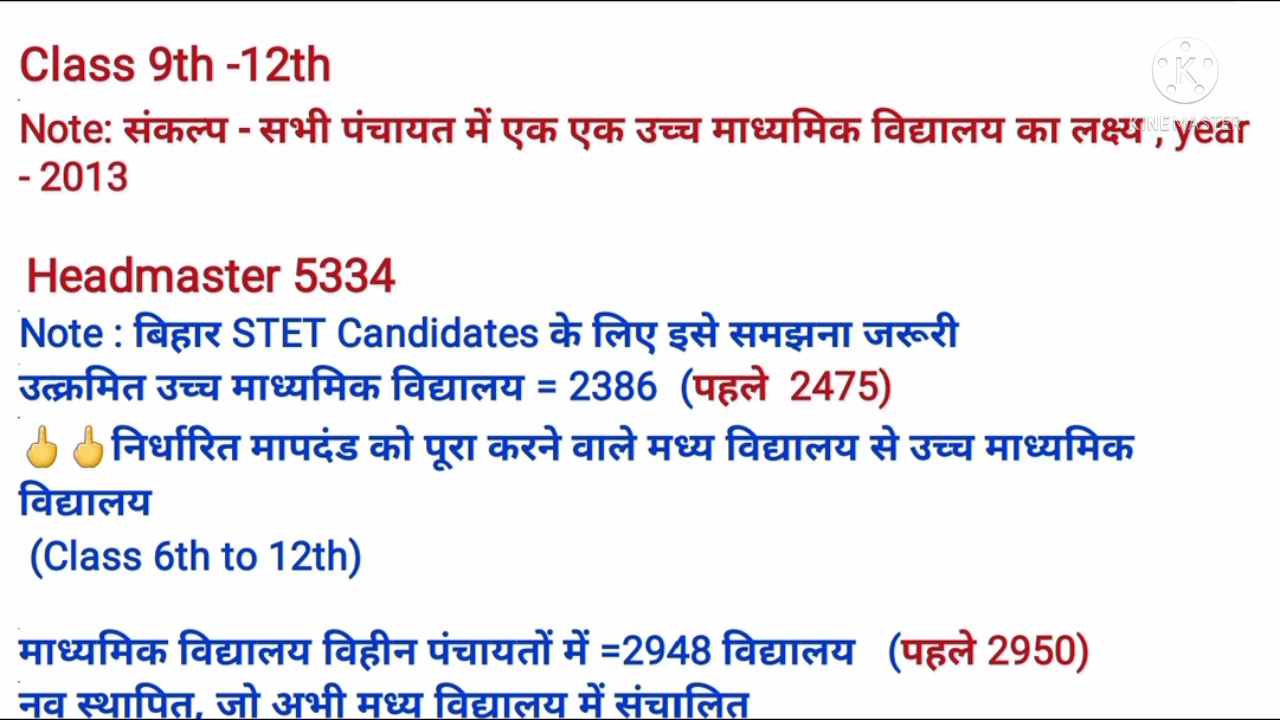 Class 9th -12th
Note: संकल्प - सभी पंचायत में एक एक उच्च माध्यमिक विद्यालय का लक्ष्य , year
- 2013
K
KINEMASTER
Headmaster 5334
Note : बिहार STET Candidates के लिए इसे समझना जरूरी
उत्क्रमित उच्च माध्यमिक विद्यालय = 2386 (पहले 2475)
👆👆निर्धारित मापदंड को पूरा करने वाले मध्य विद्यालय से उच्च माध्यमिक
विद्यालय
(Class 6th to 12th)
माध्यमिक विद्यालय विहीन पंचायतों में =2948 विद्यालय (पहले 2950)
नव स्थापित, जो अभी मध्य विद्यालय में संचालित